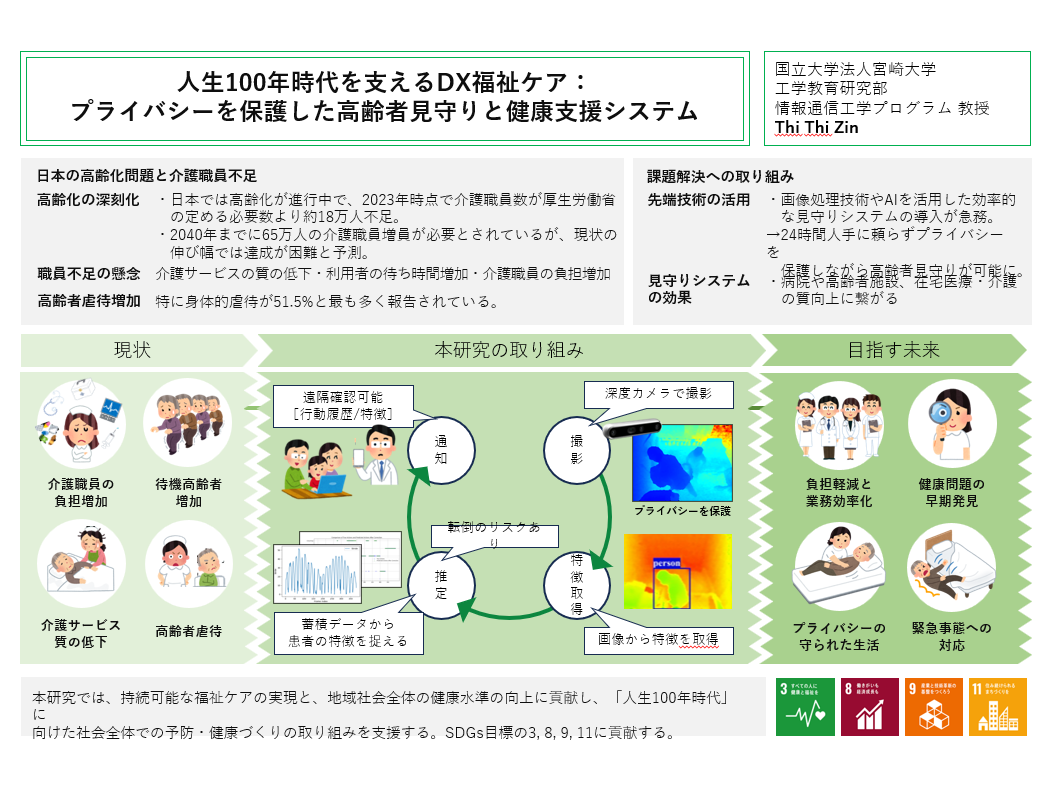 人生100年時代を支えるDX福祉ケア：
プライバシーを保護した高齢者見守りと健康支援システム
国立大学法人宮崎大学
工学教育研究部
情報通信工学プログラム 教授
Thi Thi Zin
日本の高齢化問題と介護職員不足
高齢化の深刻化
・日本では高齢化が進行中で、2023年時点で介護職員数が厚生労働省
の定める必要数より約18万人不足。
・2040年までに65万人の介護職員増員が必要とされているが、現状の
伸び幅では達成が困難と予測。
職員不足の懸念
介護サービスの質の低下・利用者の待ち時間増加・介護職員の負担増加
高齢者虐待増加
特に身体的虐待が51.5%と最も多く報告されている。
課題解決への取り組み
先端技術の活用
・画像処理技術やAIを活用した効率的
な見守りシステムの導入が急務。
→24時間人手に頼らずプライバシー
を
保護しながら高齢者見守りが可能に。
見守りシステム
の効果
・病院や高齢者施設、在宅医療・介護
の質向上に繋がる
現状
本研究の取り組み
目指す未来
介護職員の
負担増加
待機高齢者
増加
介護サービス
質の低下
高齢者虐待
遠隔確認可能
［行動履歴/特徴］
通
知
深度カメラで撮影
撮
影
プライバシーを保護
転倒のリスクあ
り
推
定
特
徴
取
得
person
蓄積データから
患者の特徴を捉える
画像から特徴を取得
負担軽減と
業務効率化
健康問題の
早期発見
プライバシーの
守られた生活
緊急事態への
対応
本研究では、持続可能な福祉ケアの実現と、地域社会全体の健康水準の向上に貢献し、「人生100年時代」
に
向けた社会全体での予防・健康づくりの取り組みを支援する。SDGs目標の3, 8, 9, 11に貢献する。
3 すべての人に
健康と福祉を
8 働きがいも
経済成長も
9 産業と技術革新の
基盤をつくろう
11 住み続けられる
まちづくりを